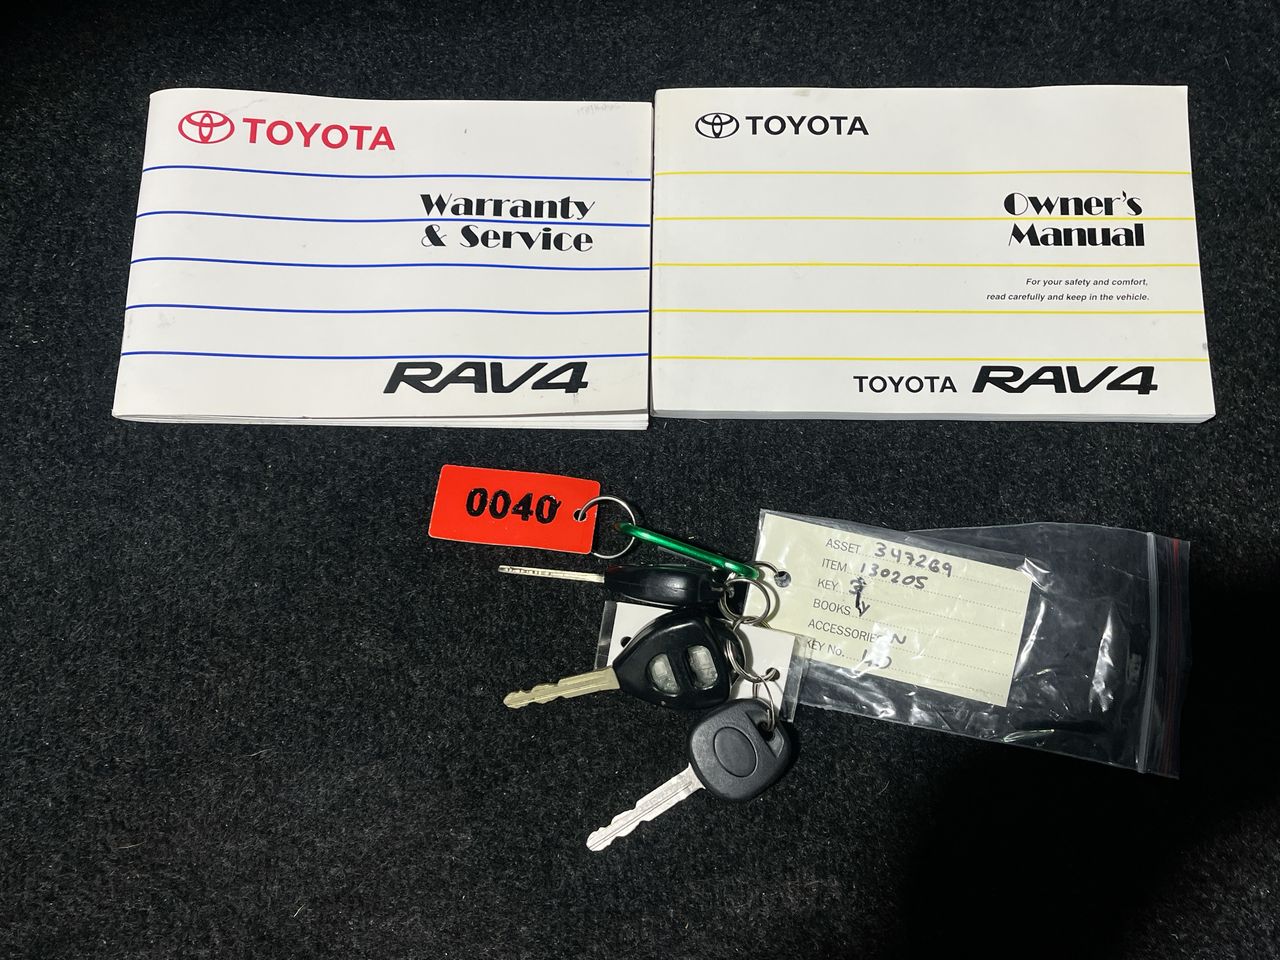 TOYOTA
Warranty
& Service
RAV4
TOYOTA
Owner's
Manual
For your safety and comfort,
read carefully and keep in the vehicle.
TOYOTA RAV4
0040
ASSET 347269
ITEM 130205
KEY
BOOKS Y
ACCESSORIES N
KEY No. 40